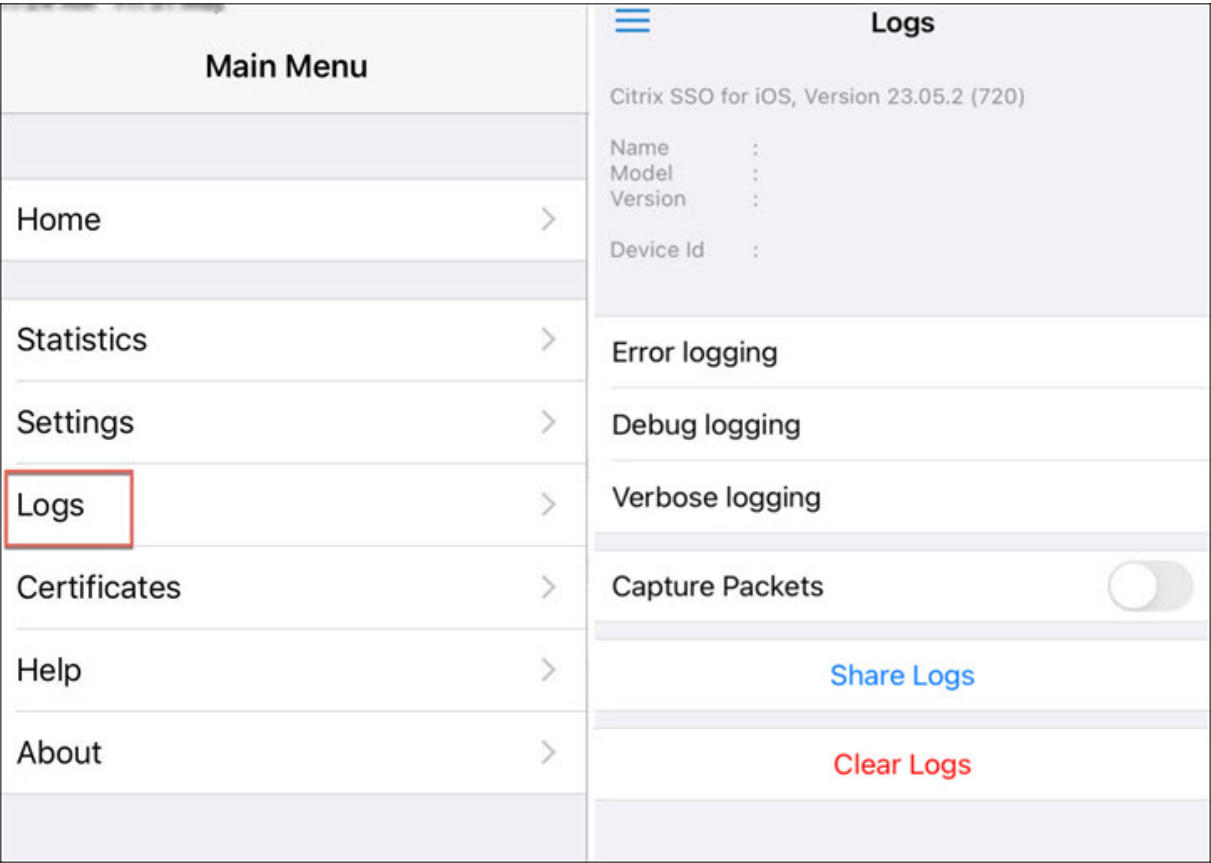 Main Menu
Home
Statistics
Settings
Logs
Certificates
Help
About
Logs
Citrix SSO for iOS, Version 23.05.2 (720)
Name :
Model :
Version :
Device Id :
Error logging
Debug logging
Verbose logging
Capture Packets
Share Logs
Clear Logs